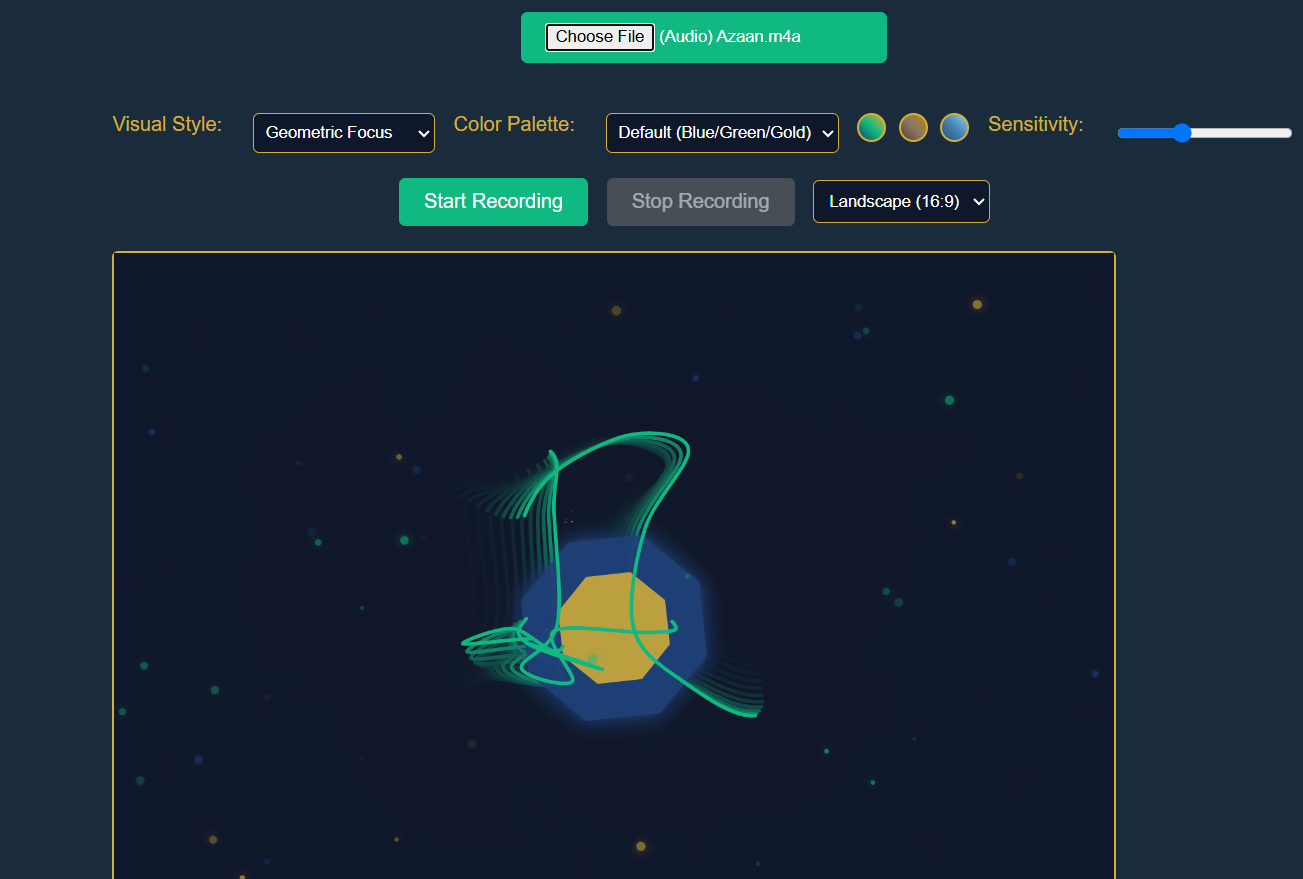 Choose File (Audio) Azaan.m4a
Visual Style: Geometric Focus Color Palette: Default (Blue/Green/Gold) Sensitivity:
Start Recording Stop Recording Landscape (16:9)